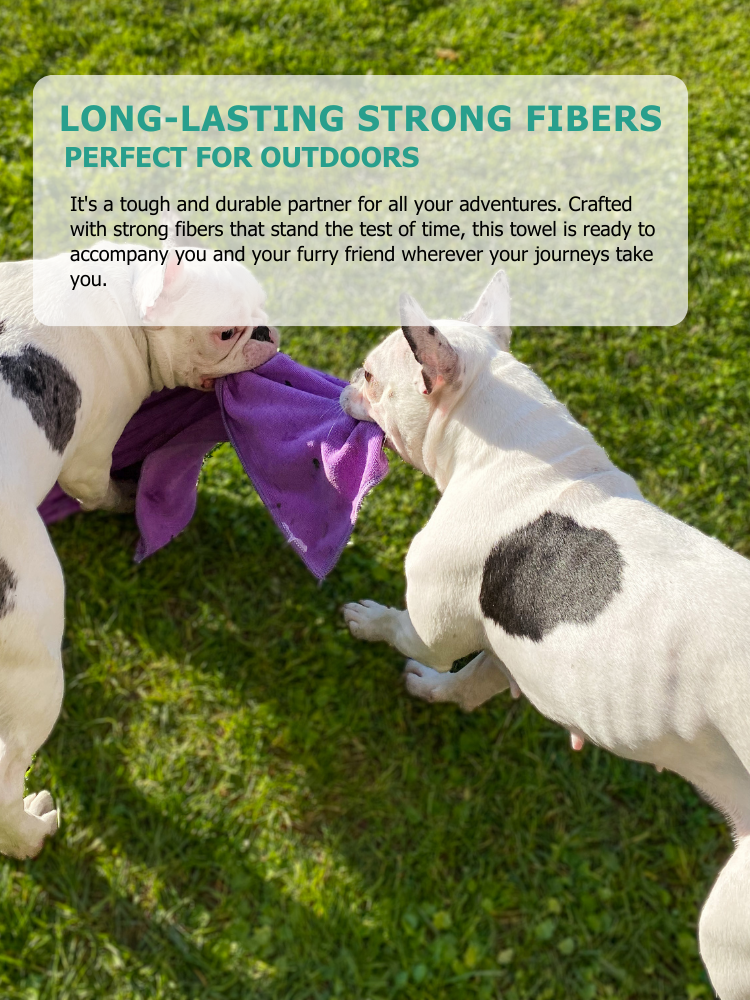 LONG-LASTING STRONG FIBERS
PERFECT FOR OUTDOORS
It's a tough and durable partner for all your adventures. Crafted
with strong fibers that stand the test of time, this towel is ready to
accompany you and your furry friend wherever your journeys take
you.